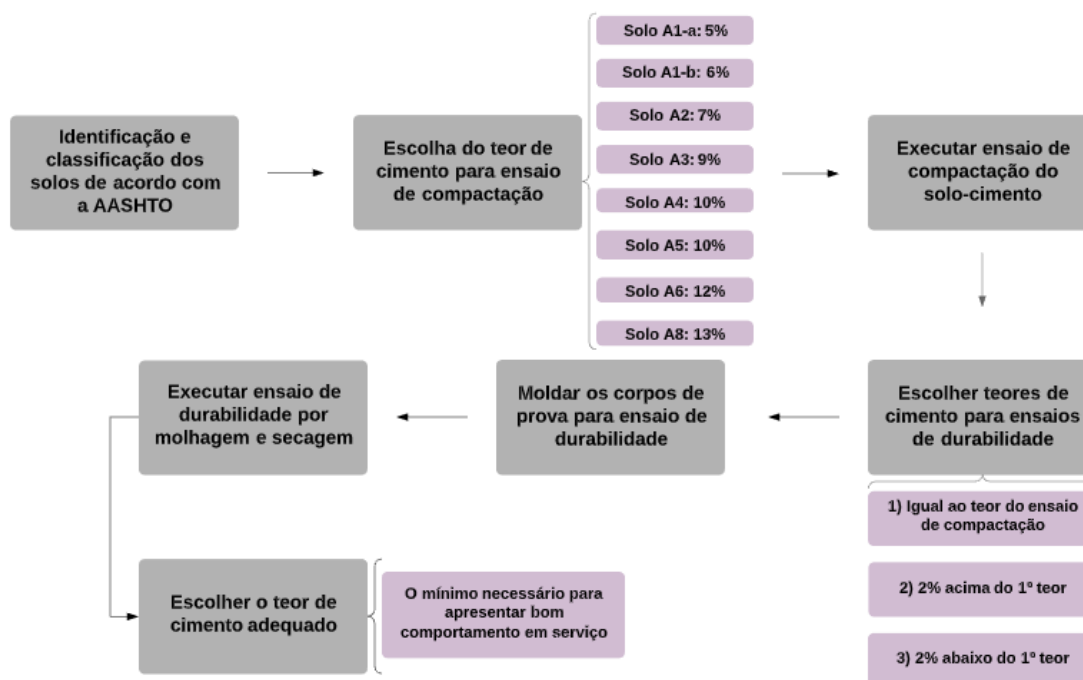 Identificação e
classificação dos
solos de acordo com
a AASHTO
Escolha do teor de
cimento para ensaio
de compactação
Solo A1-a: 5%
Solo A1-b: 6%
Solo A2: 7%
Solo A3: 9%
Solo A4: 10%
Solo A5: 10%
Solo A6: 12%
Solo A8: 13%
Executar ensaio de
compactação do
solo-cimento
Escolher teores de
cimento para ensaios
de durabilidade
1) Igual ao teor do ensaio
de compactação
2) 2% acima do 1º teor
3) 2% abaixo do 1º teor
Moldar os corpos de
prova para ensaio de
durabilidade
Executar ensaio de
durabilidade por
molhagem e secagem
Escolher o teor de
cimento adequado
O mínimo necessário para
apresentar bom
comportamento em serviço